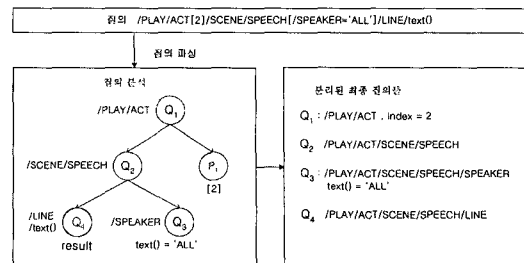 질의 /PLAY/ACT[2]/SCENE/SPEECH[/SPEAKER='ALL']/LINE/text()
질의 파싱
질의 분석
/PLAY/ACT Q1
/SCENE/SPEECH Q2 P1
[2]
/LINE
/text() Q4 /SPEAKER Q3
result text() = 'ALL'
분리된 최종 질의산
Q1 : /PLAY/ACT , index = 2
Q2 /PLAY/ACT/SCENE/SPEECH
Q3 : /PLAY/ACT/SCENE/SPEECH/SPEAKER
text() = 'ALL'
Q4 /PLAY/ACT/SCENE/SPEECH/LINE